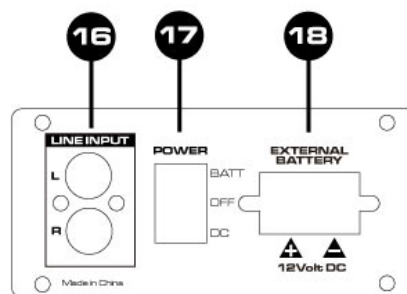 16 17 18
LINE INPUT
L
R
POWER
BATT
OFF
DC
EXTERNAL
BATTERY
+ −
12Volt DC
Made in China